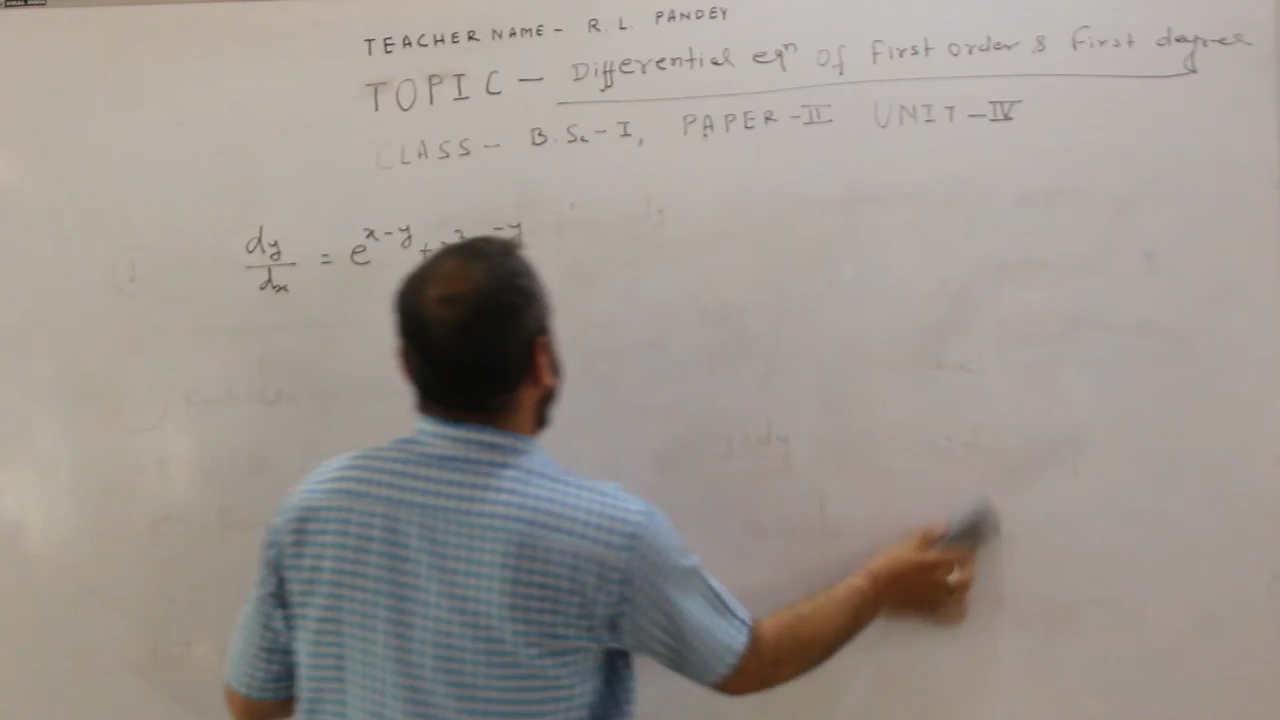 TEACHER NAME - R. L. PANDEY
TOPIC - Differential eqⁿ of First order & First degree
CLASS - B.Sc-I, PAPER-II UNIT-IV
dy/dx = e^{x-y} + 2 -y